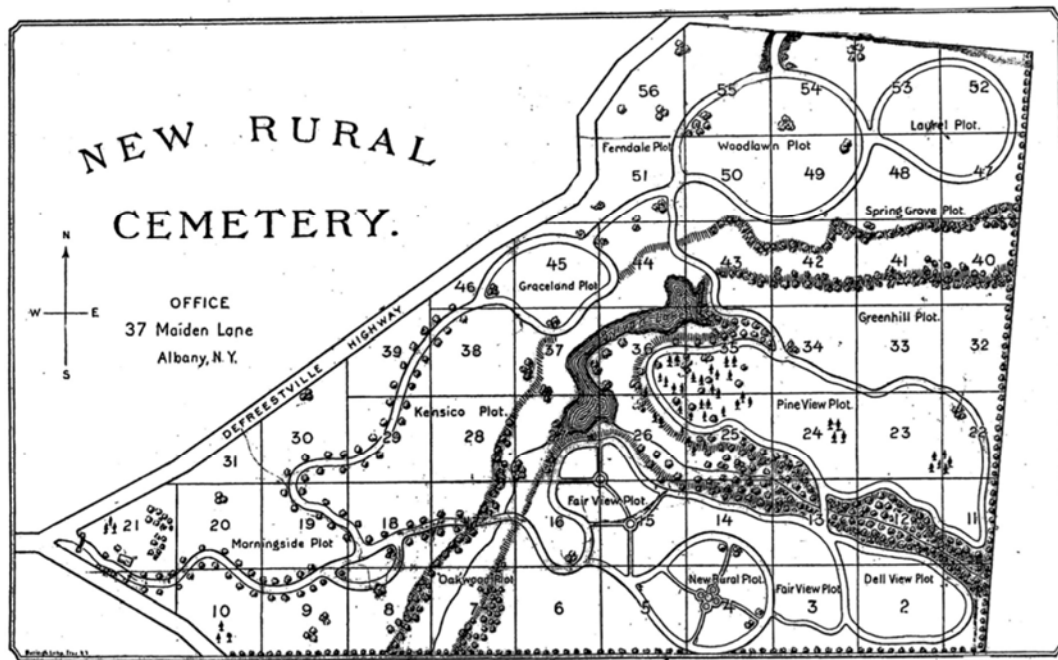 NEW RURAL
CEMETERY.
N
W E
S
OFFICE
37 Maiden Lane
Albany, N.Y.
DEFREESTVILLE HIGHWAY
56 55 54 53 52
Laurel Plot.
Ferndale Plot Woodlawn Plot
51 50 49 48 47
Spring Grove Plot.
46 45 44 43 42 41 40
Graceland Plot
Greenhill Plot.
39 38 37 36 35 34 33 32
Kensico Plot. Pine View Plot.
31 30 29 28 26 25 24 23 22
Fair View Plot.
21 20 19 18 16 15 14 13 12 11
Morningside Plot
Oakwood Plot New Rural Plot. Fair View Plot Dell View Plot
10 9 8 7 6 5 4 3 2